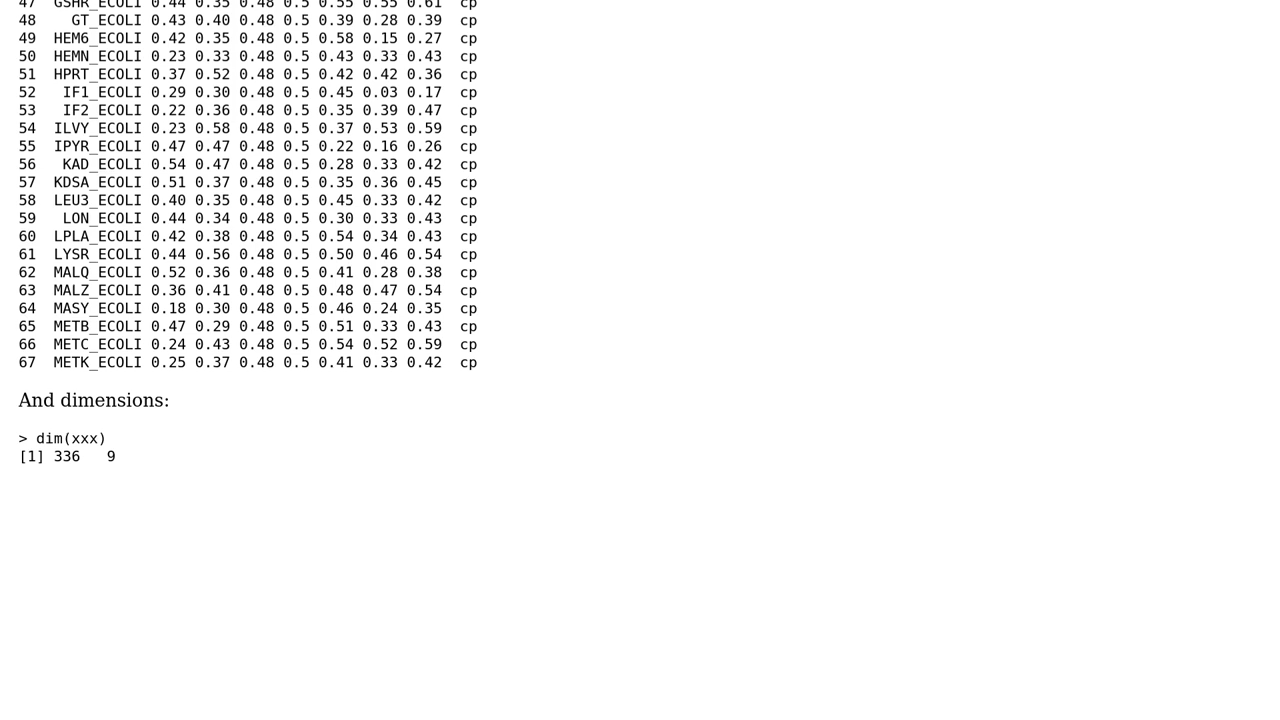 47  GSHR_ECOLI 0.44 0.35 0.48 0.5 0.55 0.55 0.61  cp
48    GT_ECOLI 0.43 0.40 0.48 0.5 0.39 0.28 0.39  cp
49  HEM6_ECOLI 0.42 0.35 0.48 0.5 0.58 0.15 0.27  cp
50  HEMN_ECOLI 0.23 0.33 0.48 0.5 0.43 0.33 0.43  cp
51  HPRT_ECOLI 0.37 0.52 0.48 0.5 0.42 0.42 0.36  cp
52   IF1_ECOLI 0.29 0.30 0.48 0.5 0.45 0.03 0.17  cp
53   IF2_ECOLI 0.22 0.36 0.48 0.5 0.35 0.39 0.47  cp
54  ILVY_ECOLI 0.23 0.58 0.48 0.5 0.37 0.53 0.59  cp
55  IPYR_ECOLI 0.47 0.47 0.48 0.5 0.22 0.16 0.26  cp
56   KAD_ECOLI 0.54 0.47 0.48 0.5 0.28 0.33 0.42  cp
57  KDSA_ECOLI 0.51 0.37 0.48 0.5 0.35 0.36 0.45  cp
58  LEU3_ECOLI 0.40 0.35 0.48 0.5 0.45 0.33 0.42  cp
59   LON_ECOLI 0.44 0.34 0.48 0.5 0.30 0.33 0.43  cp
60  LPLA_ECOLI 0.42 0.38 0.48 0.5 0.54 0.34 0.43  cp
61  LYSR_ECOLI 0.44 0.56 0.48 0.5 0.50 0.46 0.54  cp
62  MALQ_ECOLI 0.52 0.36 0.48 0.5 0.41 0.28 0.38  cp
63  MALZ_ECOLI 0.36 0.41 0.48 0.5 0.48 0.47 0.54  cp
64  MASY_ECOLI 0.18 0.30 0.48 0.5 0.46 0.24 0.35  cp
65  METB_ECOLI 0.47 0.29 0.48 0.5 0.51 0.33 0.43  cp
66  METC_ECOLI 0.24 0.43 0.48 0.5 0.54 0.52 0.59  cp
67  METK_ECOLI 0.25 0.37 0.48 0.5 0.41 0.33 0.42  cp
And dimensions:
> dim(xxx)
[1] 336   9